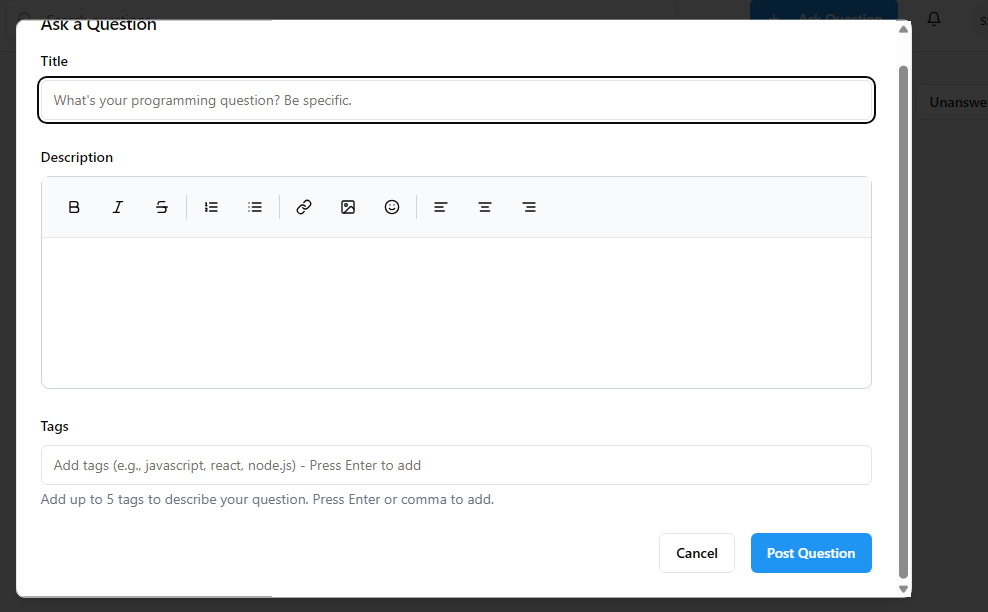 Ask Question
Ask a Question
Title
What's your programming question? Be specific.
Unanswe
Description
B I S
Tags
Add tags (e.g., javascript, react, node.js) - Press Enter to add
Add up to 5 tags to describe your question. Press Enter or comma to add.
Cancel Post Question